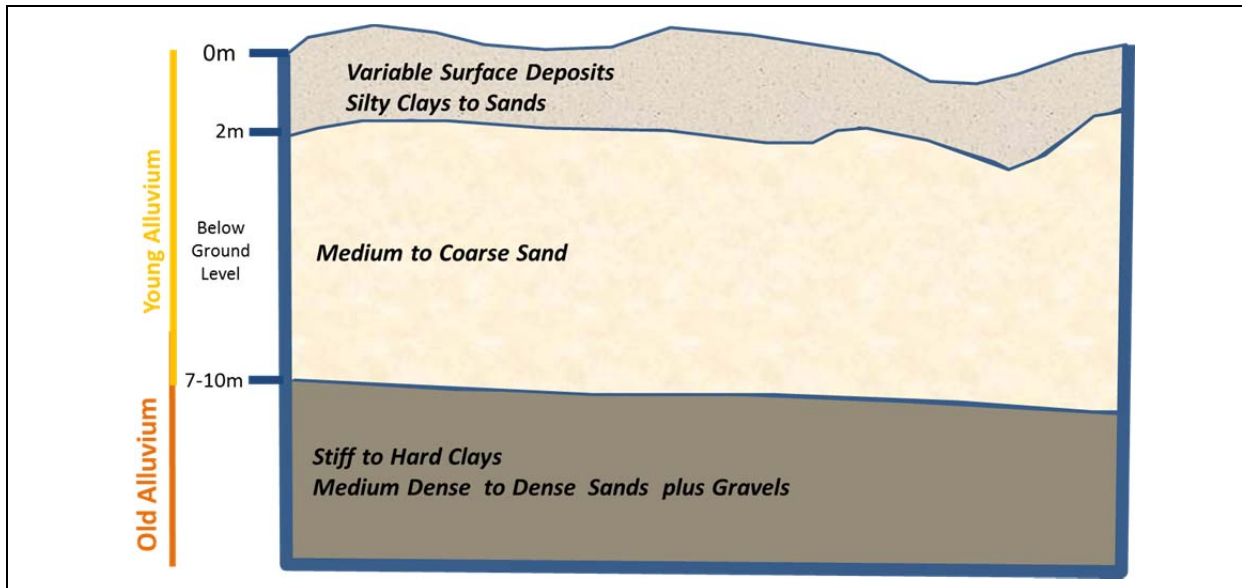 0m
Variable Surface Deposits
Silty Clays to Sands
2m
Young Alluvium
Below
Ground
Level
Medium to Coarse Sand
7-10m
Old Alluvium
Stiff to Hard Clays
Medium Dense to Dense Sands plus Gravels